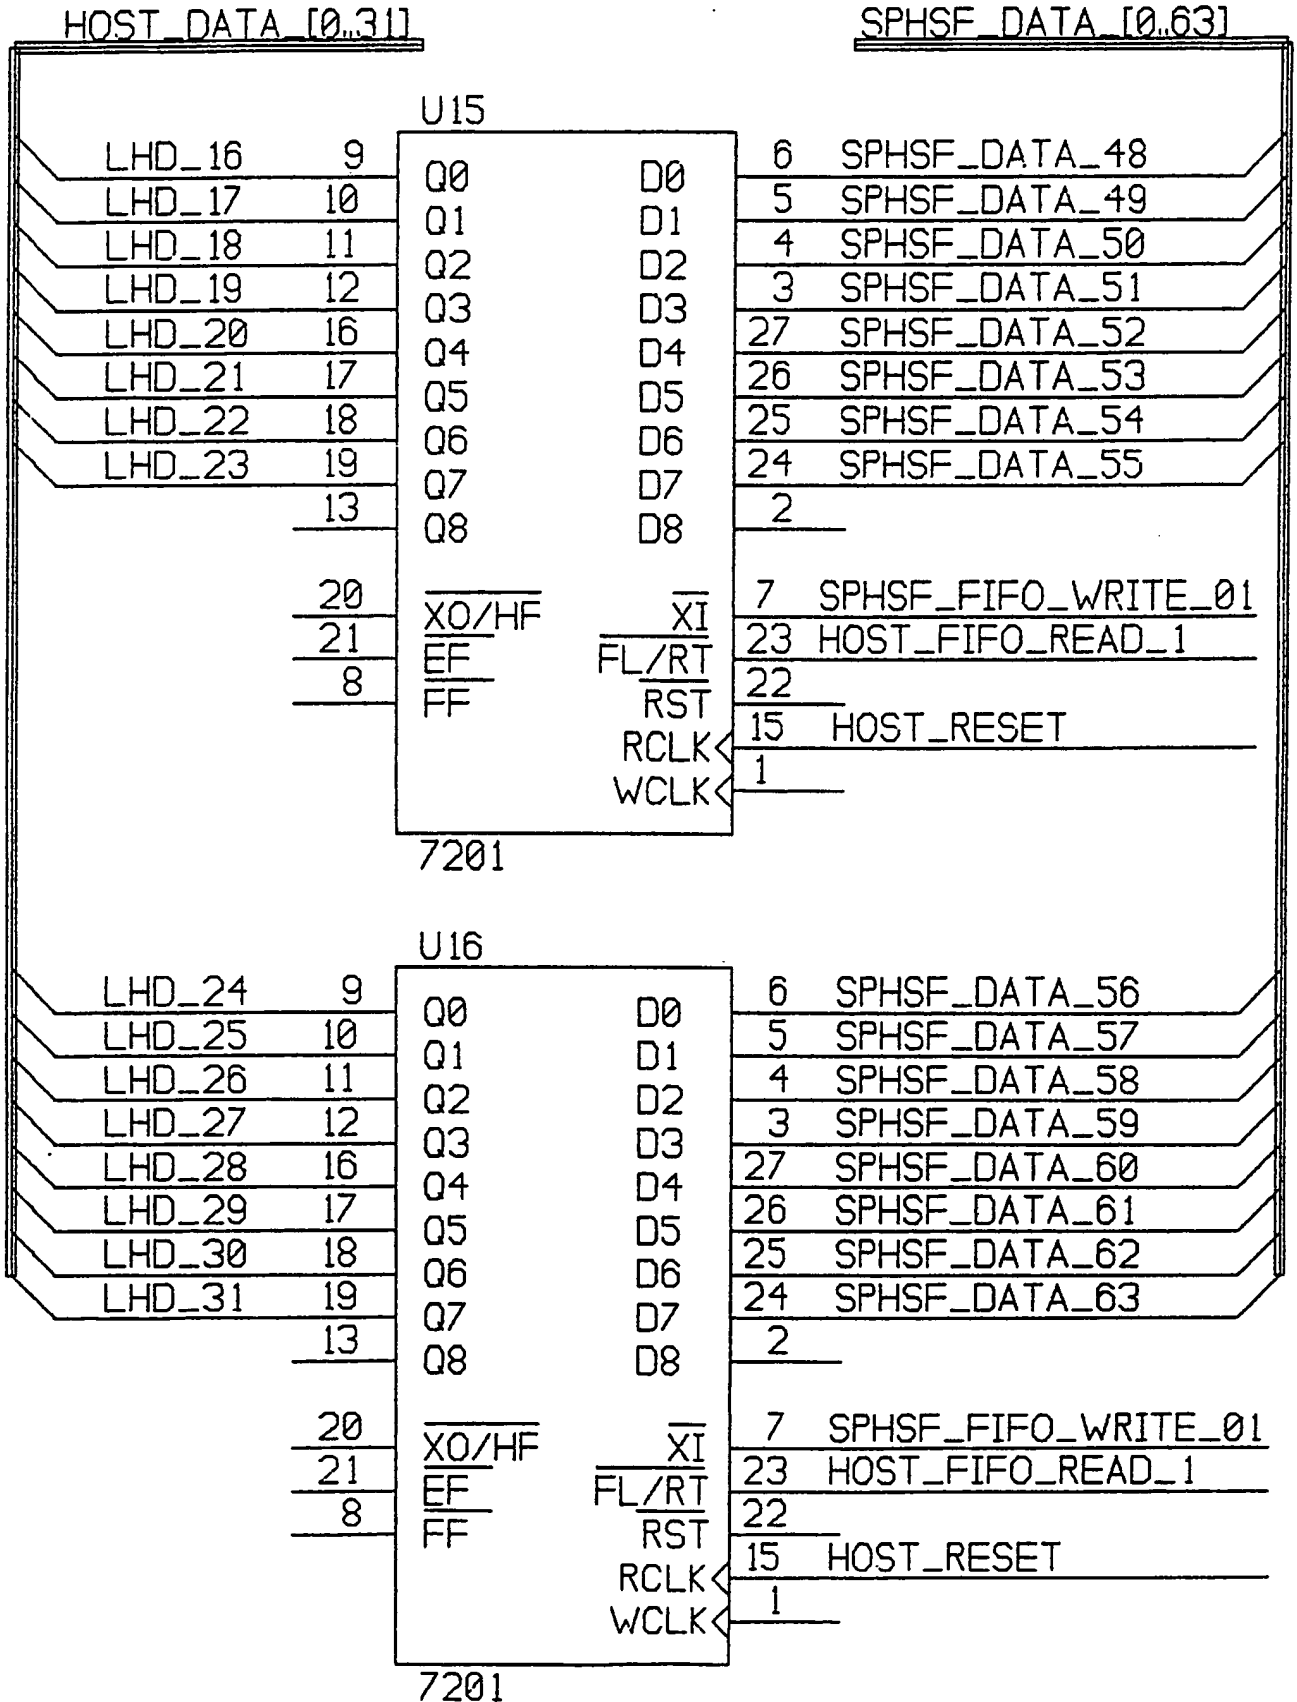 HOST_DATA_[0..31] SPHSF_DATA_[0..63]
U15
LHD_16 9 Q0 D0 6 SPHSF_DATA_48
LHD_17 10 Q1 D1 5 SPHSF_DATA_49
LHD_18 11 Q2 D2 4 SPHSF_DATA_50
LHD_19 12 Q3 D3 3 SPHSF_DATA_51
LHD_20 16 Q4 D4 27 SPHSF_DATA_52
LHD_21 17 Q5 D5 26 SPHSF_DATA_53
LHD_22 18 Q6 D6 25 SPHSF_DATA_54
LHD_23 19 Q7 D7 24 SPHSF_DATA_55
13 Q8 D8 2
20 XO/HF XI 7 SPHSF_FIFO_WRITE_01
21 EF FL/RT 23 HOST_FIFO_READ_1
8 FF RST 22
RCLK 15 HOST_RESET
WCLK 1
7201
U16
LHD_24 9 Q0 D0 6 SPHSF_DATA_56
LHD_25 10 Q1 D1 5 SPHSF_DATA_57
LHD_26 11 Q2 D2 4 SPHSF_DATA_58
LHD_27 12 Q3 D3 3 SPHSF_DATA_59
LHD_28 16 Q4 D4 27 SPHSF_DATA_60
LHD_29 17 Q5 D5 26 SPHSF_DATA_61
LHD_30 18 Q6 D6 25 SPHSF_DATA_62
LHD_31 19 Q7 D7 24 SPHSF_DATA_63
13 Q8 D8 2
20 XO/HF XI 7 SPHSF_FIFO_WRITE_01
21 EF FL/RT 23 HOST_FIFO_READ_1
8 FF RST 22
RCLK 15 HOST_RESET
WCLK 1
7201